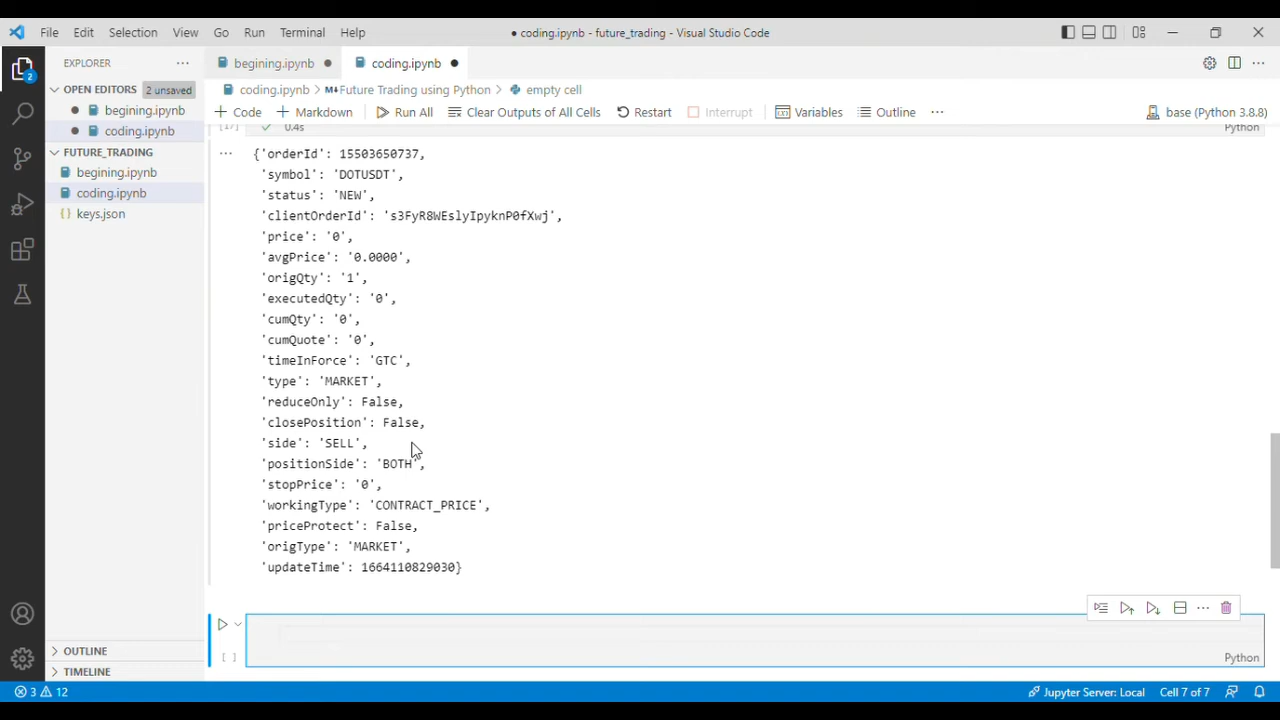 File Edit Selection View Go Run Terminal Help ● coding.ipynb - future_trading - Visual Studio Code
EXPLORER ... begining.ipynb ● coding.ipynb ●
2
OPEN EDITORS 2 unsaved
coding.ipynb > Future Trading using Python > empty cell
● begining.ipynb
+ Code + Markdown Run All Clear Outputs of All Cells Restart Interrupt Variables Outline ... base (Python 3.8.8)
● coding.ipynb
[17] ✓ 0.4s Python
FUTURE_TRADING
begining.ipynb
coding.ipynb
{} keys.json
... {'orderId': 15503650737,
'symbol': 'DOTUSDT',
'status': 'NEW',
'clientOrderId': 's3FyR8WEslyIpyknP0fXwj',
'price': '0',
'avgPrice': '0.0000',
'origQty': '1',
'executedQty': '0',
'cumQty': '0',
'cumQuote': '0',
'timeInForce': 'GTC',
'type': 'MARKET',
'reduceOnly': False,
'closePosition': False,
'side': 'SELL',
'positionSide': 'BOTH',
'stopPrice': '0',
'workingType': 'CONTRACT_PRICE',
'priceProtect': False,
'origType': 'MARKET',
'updateTime': 1664110829030}
[ ] Python
OUTLINE
TIMELINE
3 12 Jupyter Server: Local Cell 7 of 7